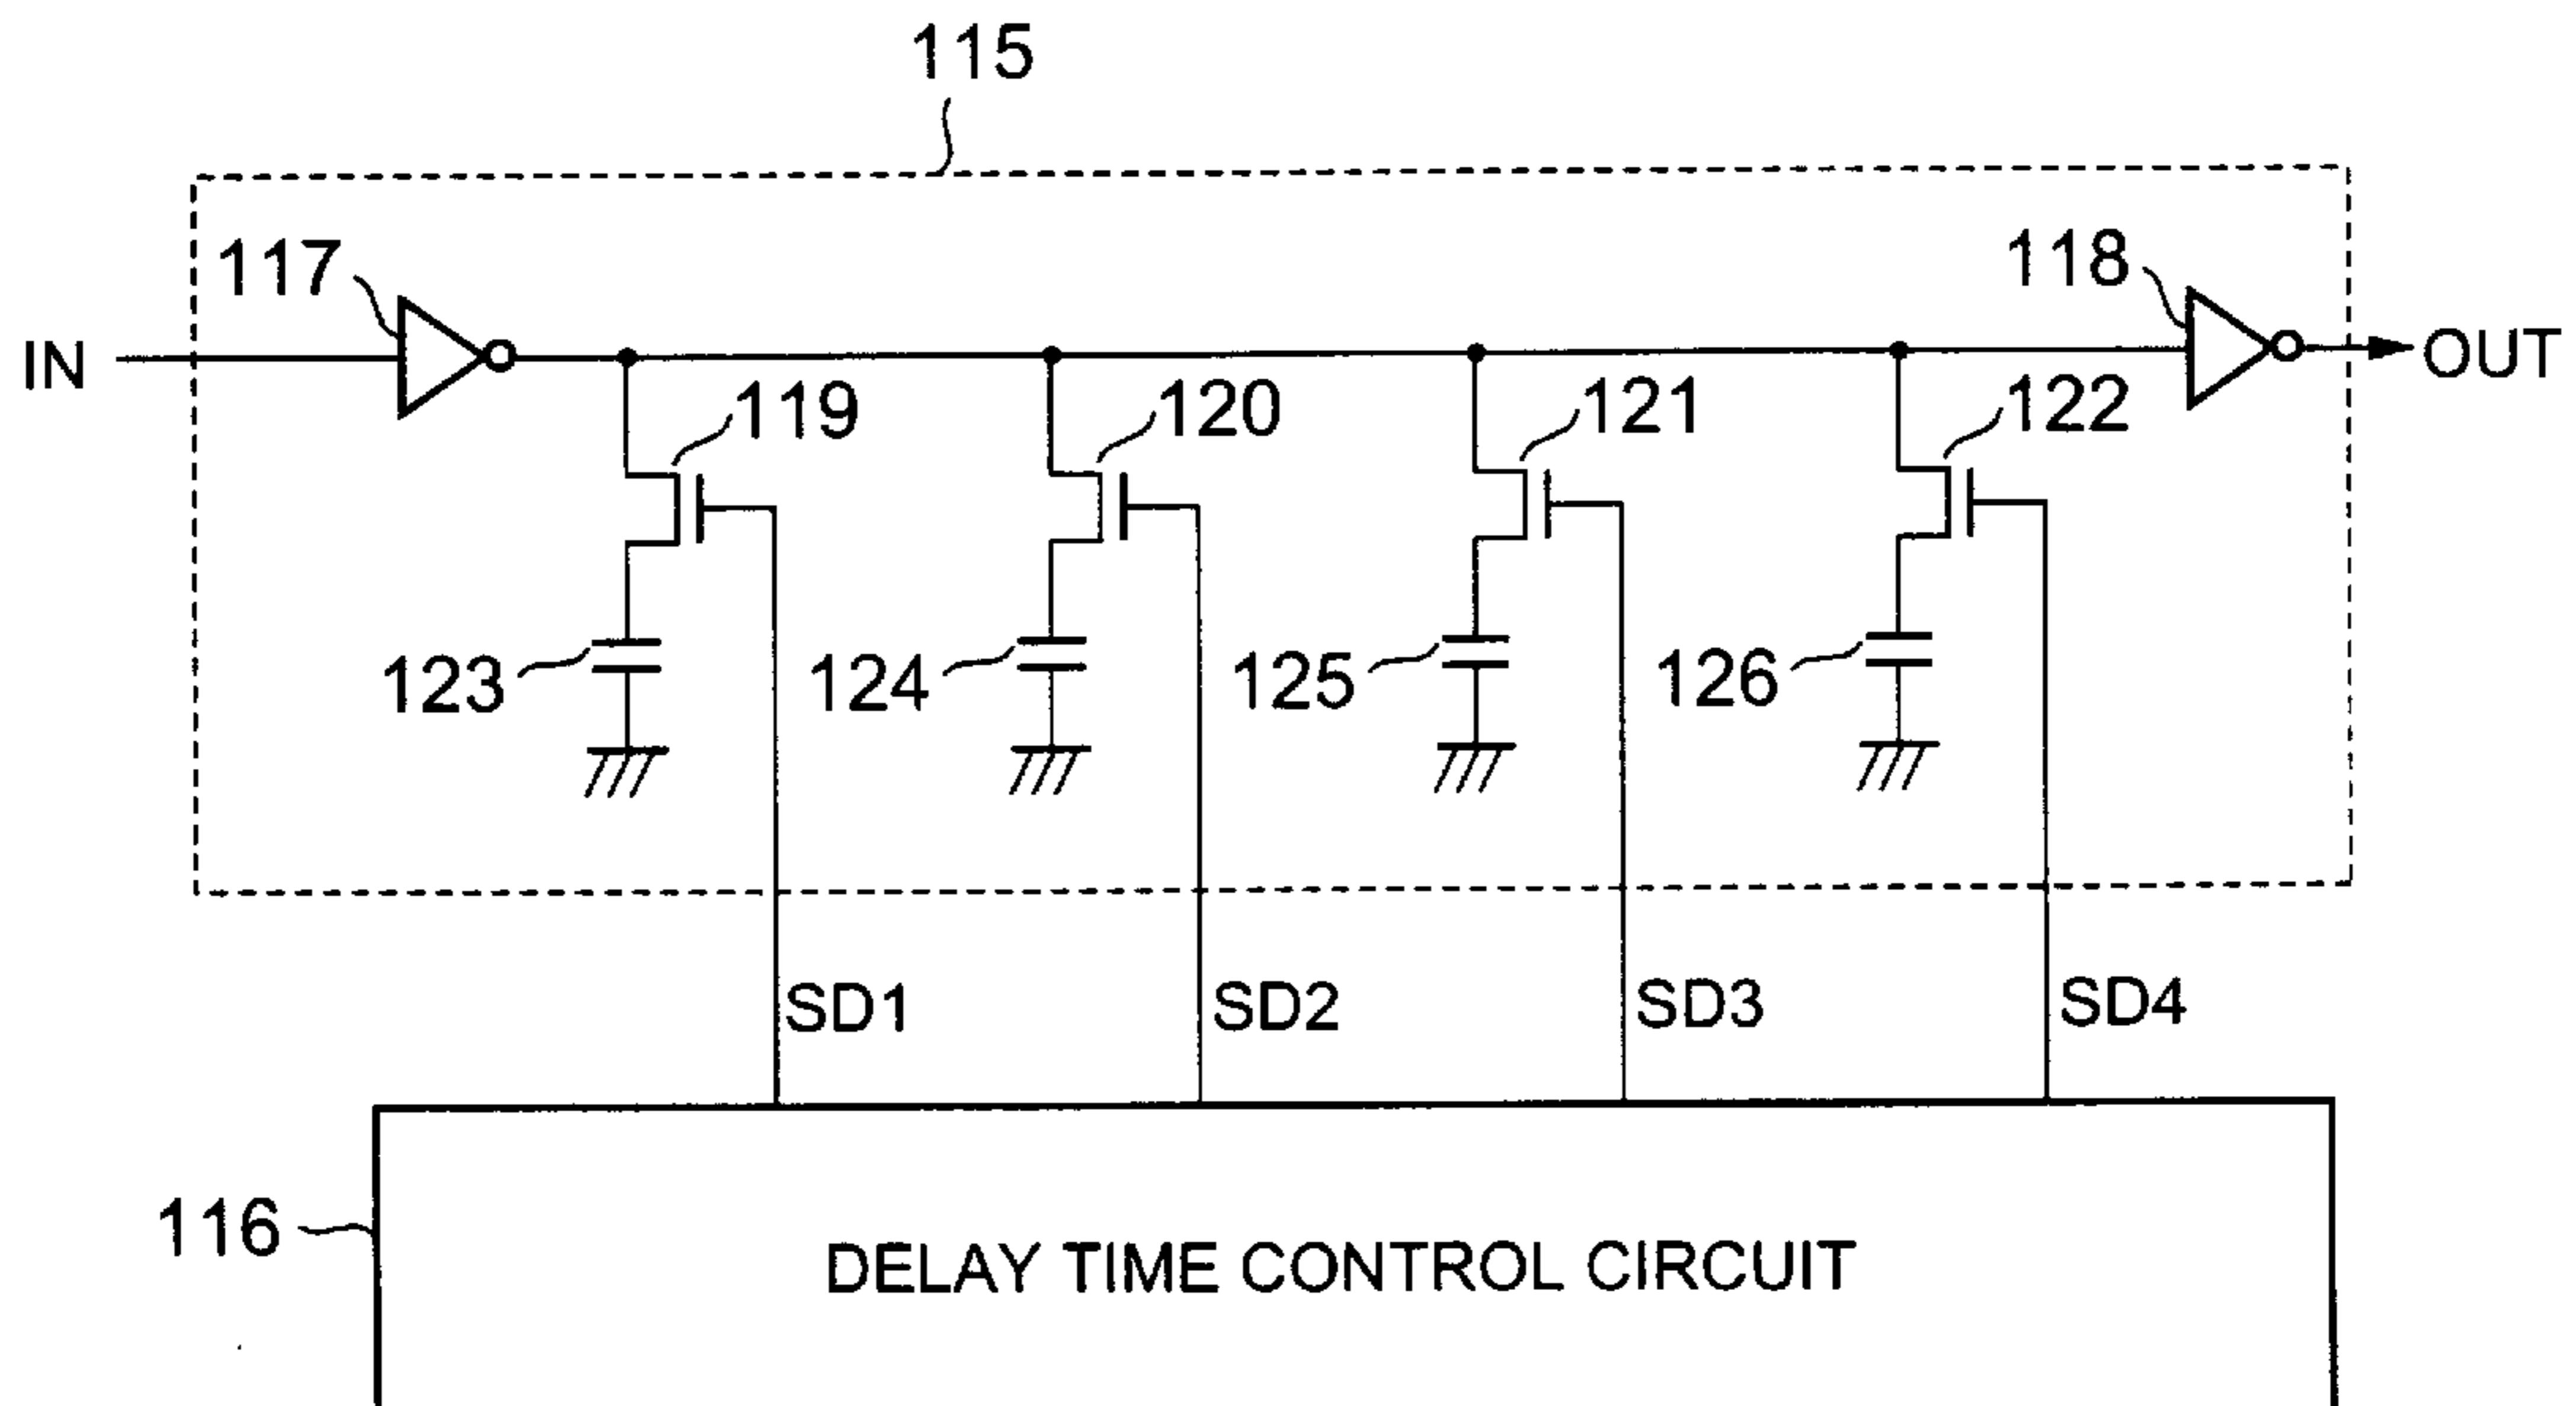 115
117
118
IN
OUT
119
120
121
122
123
124
125
126
SD1
SD2
SD3
SD4
116
DELAY TIME CONTROL CIRCUIT